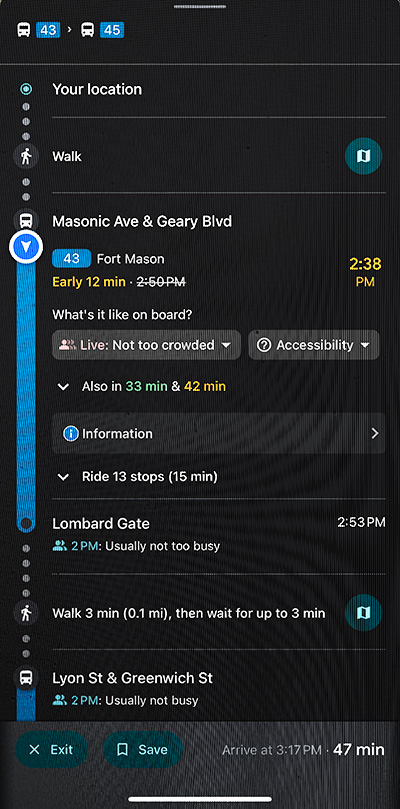 43 › 45
Your location
Walk
Masonic Ave & Geary Blvd
43 Fort Mason
2:38 PM
Early 12 min · 2:50 PM
What's it like on board?
Live: Not too crowded
Accessibility
Also in 33 min & 42 min
Information
Ride 13 stops (15 min)
Lombard Gate
2:53 PM
2 PM: Usually not too busy
Walk 3 min (0.1 mi), then wait for up to 3 min
Lyon St & Greenwich St
2 PM: Usually not busy
Exit
Save
Arrive at 3:17 PM · 47 min